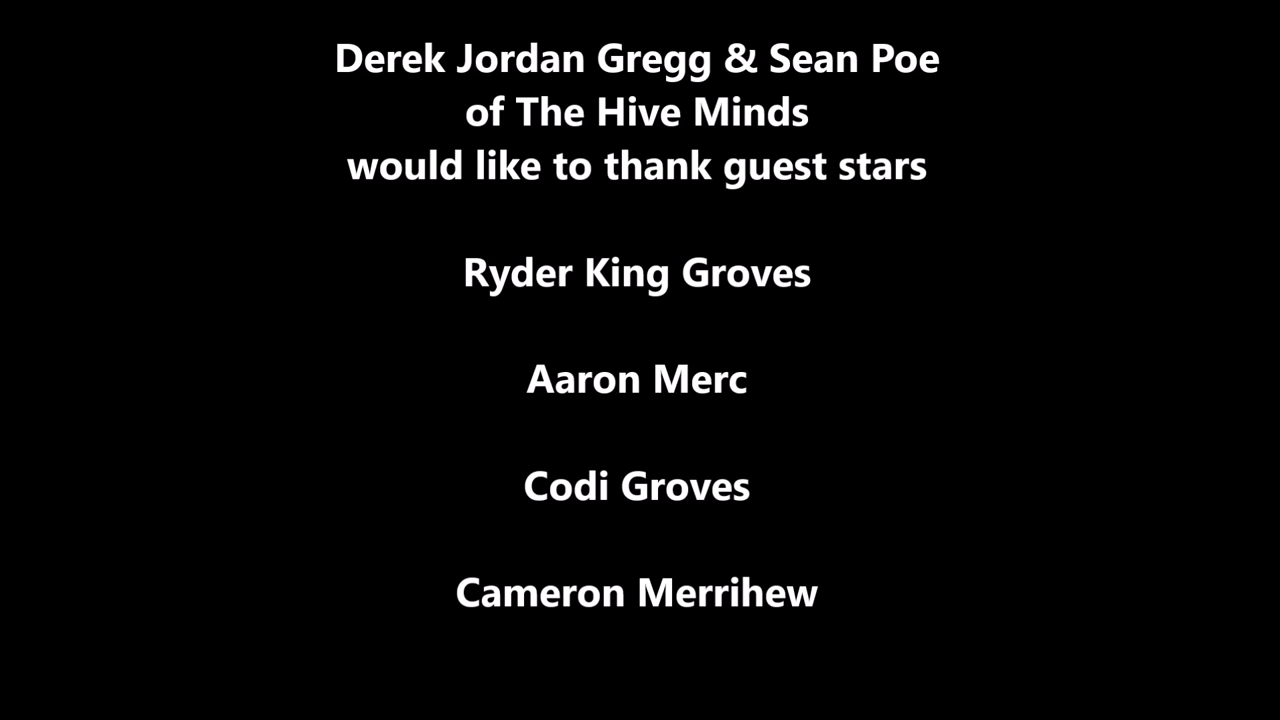 Derek Jordan Gregg & Sean Poe
of The Hive Minds
would like to thank guest stars
Ryder King Groves
Aaron Merc
Codi Groves
Cameron Merrihew